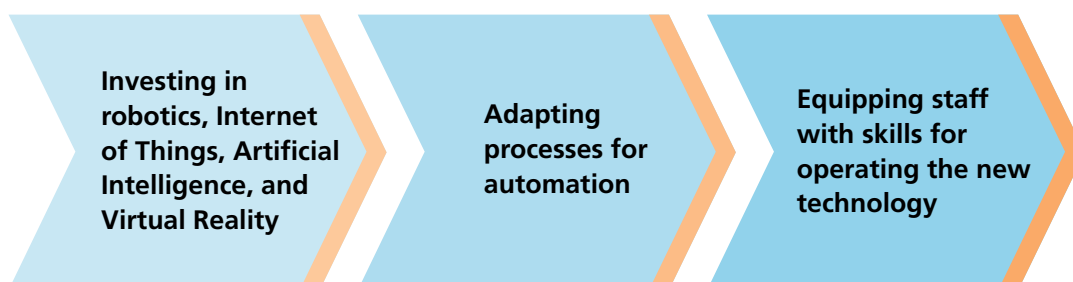 Investing in
robotics, Internet
of Things, Artificial
Intelligence, and
Virtual Reality
Adapting
processes for
automation
Equipping staff
with skills for
operating the new
technology